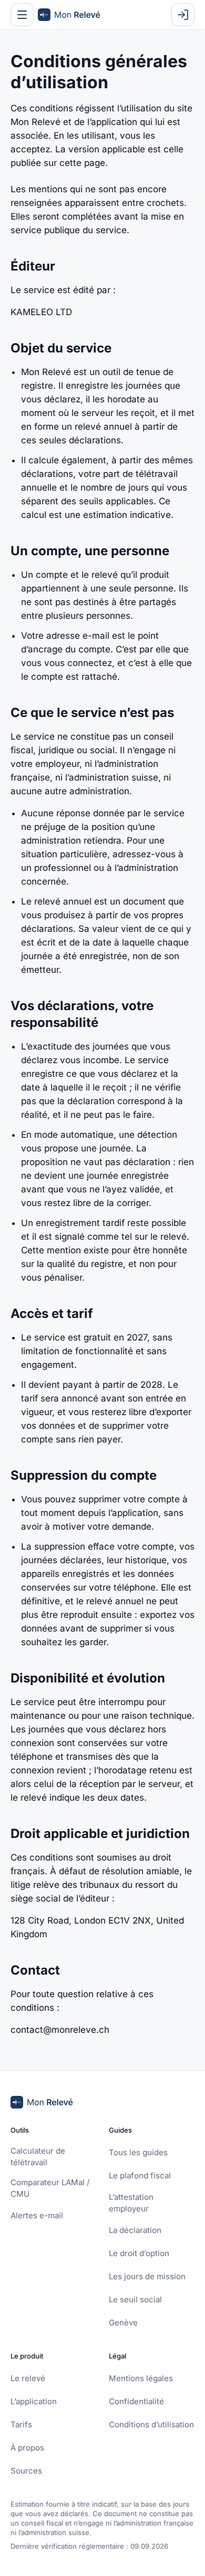 Mon Relevé
Conditions générales
d’utilisation
Ces conditions régissent l’utilisation du site
Mon Relevé et de l’application qui lui est
associée. En les utilisant, vous les
acceptez. La version applicable est celle
publiée sur cette page.
Les mentions qui ne sont pas encore
renseignées apparaissent entre crochets.
Elles seront complétées avant la mise en
service publique du service.
Éditeur
Le service est édité par :
KAMELEO LTD
Objet du service
• Mon Relevé est un outil de tenue de
registre. Il enregistre les journées que
vous déclarez, il les horodate au
moment où le serveur les reçoit, et il met
en forme un relevé annuel à partir de
ces seules déclarations.
• Il calcule également, à partir des mêmes
déclarations, votre part de télétravail
annuelle et le nombre de jours qui vous
séparent des seuils applicables. Ce
calcul est une estimation indicative.
Un compte, une personne
• Un compte et le relevé qu’il produit
appartiennent à une seule personne. Ils
ne sont pas destinés à être partagés
entre plusieurs personnes.
• Votre adresse e-mail est le point
d’ancrage du compte. C’est par elle que
vous vous connectez, et c’est à elle que
le compte est rattaché.
Ce que le service n’est pas
Le service ne constitue pas un conseil
fiscal, juridique ou social. Il n’engage ni
votre employeur, ni l’administration
française, ni l’administration suisse, ni
aucune autre administration.
• Aucune réponse donnée par le service
ne préjuge de la position qu’une
administration retiendra. Pour une
situation particulière, adressez-vous à
un professionnel ou à l’administration
concernée.
• Le relevé annuel est un document que
vous produisez à partir de vos propres
déclarations. Sa valeur vient de ce qui y
est écrit et de la date à laquelle chaque
journée a été enregistrée, non de son
émetteur.
Vos déclarations, votre
responsabilité
• L’exactitude des journées que vous
déclarez vous incombe. Le service
enregistre ce que vous déclarez et la
date à laquelle il le reçoit ; il ne vérifie
pas que la déclaration correspond à la
réalité, et il ne peut pas le faire.
• En mode automatique, une détection
vous propose une journée. La
proposition ne vaut pas déclaration : rien
ne devient une journée enregistrée
avant que vous ne l’ayez validée, et
vous restez libre de la corriger.
• Un enregistrement tardif reste possible
et il est signalé comme tel sur le relevé.
Cette mention existe pour être honnête
sur la qualité du registre, et non pour
vous pénaliser.
Accès et tarif
• Le service est gratuit en 2027, sans
limitation de fonctionnalité et sans
engagement.
• Il devient payant à partir de 2028. Le
tarif sera annoncé avant son entrée en
vigueur, et vous resterez libre d’exporter
vos données et de supprimer votre
compte sans rien payer.
Suppression du compte
• Vous pouvez supprimer votre compte à
tout moment depuis l’application, sans
avoir à motiver votre demande.
• La suppression efface votre compte, vos
journées déclarées, leur historique, vos
appareils enregistrés et les données
conservées sur votre téléphone. Elle est
définitive, et le relevé annuel ne peut
plus être reproduit ensuite : exportez vos
données avant de supprimer si vous
souhaitez les garder.
Disponibilité et évolution
Le service peut être interrompu pour
maintenance ou pour une raison technique.
Les journées que vous déclarez hors
connexion sont conservées sur votre
téléphone et transmises dès que la
connexion revient ; l’horodatage retenu est
alors celui de la réception par le serveur, et
le relevé indique les deux dates.
Droit applicable et juridiction
Ces conditions sont soumises au droit
français. À défaut de résolution amiable, le
litige relève des tribunaux du ressort du
siège social de l’éditeur :
128 City Road, London EC1V 2NX, United
Kingdom
Contact
Pour toute question relative à ces
conditions :
contact@monreleve.ch
Mon Relevé
Outils
Calculateur de
télétravail
Comparateur LAMal /
CMU
Alertes e-mail
Guides
Tous les guides
Le plafond fiscal
L’attestation
employeur
La déclaration
Le droit d’option
Les jours de mission
Le seuil social
Genève
Le produit
Le relevé
L’application
Tarifs
À propos
Sources
Légal
Mentions légales
Confidentialité
Conditions d’utilisation
Estimation fournie à titre indicatif, sur la base des jours
que vous avez déclarés. Ce document ne constitue pas
un conseil fiscal et n’engage ni l’administration française
ni l’administration suisse.
Dernière vérification réglementaire : 09.09.2026